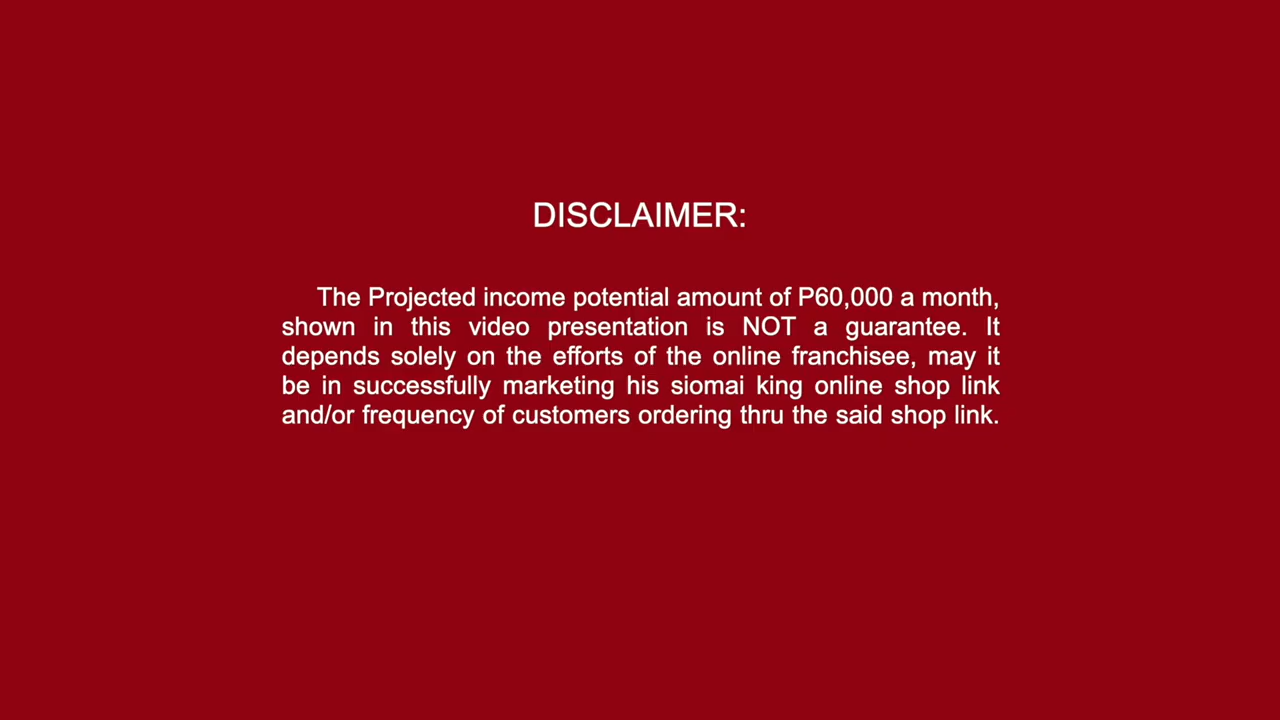 DISCLAIMER:
The Projected income potential amount of P60,000 a month,
shown in this video presentation is NOT a guarantee. It
depends solely on the efforts of the online franchisee, may it
be in successfully marketing his siomai king online shop link
and/or frequency of customers ordering thru the said shop link.